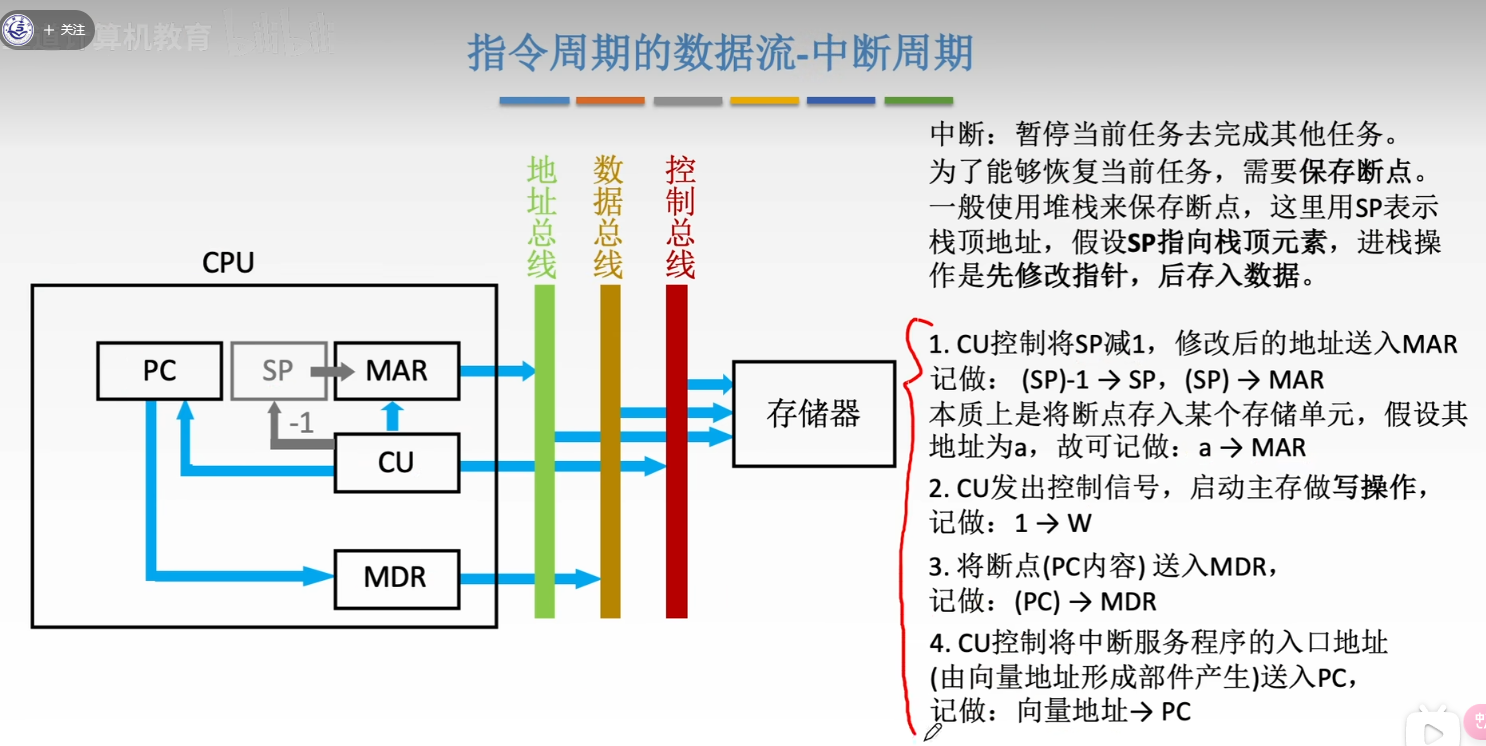 + 关注
算机教育
指令周期的数据流-中断周期
中断：暂停当前任务去完成其他任务。
为了能够恢复当前任务，需要保存断点。
一般使用堆栈来保存断点，这里用SP表示
栈顶地址，假设SP指向栈顶元素，进栈操
作是先修改指针，后存入数据。
地址总线
数据总线
控制总线
CPU
PC
SP
MAR
-1
CU
MDR
存储器
1. CU控制将SP减1，修改后的地址送入MAR
记做： (SP)-1 → SP，(SP) → MAR
本质上是将断点存入某个存储单元，假设其
地址为a，故可记做：a → MAR
2. CU发出控制信号，启动主存做写操作，
记做：1 → W
3. 将断点(PC内容) 送入MDR，
记做：(PC) → MDR
4. CU控制将中断服务程序的入口地址
(由向量地址形成部件产生)送入PC，
记做：向量地址→ PC